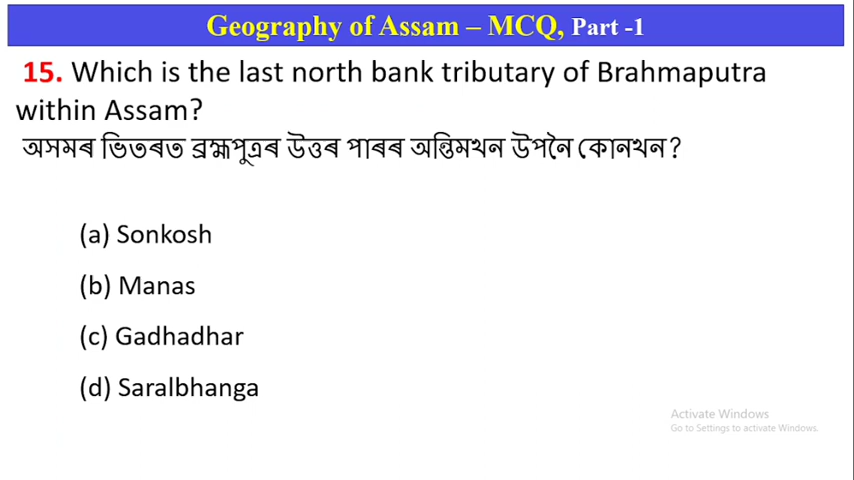 Geography of Assam – MCQ, Part -1
15. Which is the last north bank tributary of Brahmaputra
within Assam?
অসমৰ ভিতৰত ব্ৰহ্মপুত্ৰৰ উত্তৰ পাৰৰ অন্তিমখন উপনৈ কোনখন?
(a) Sonkosh
(b) Manas
(c) Gadhadhar
(d) Saralbhanga
Activate Windows
Go to Settings to activate Windows.